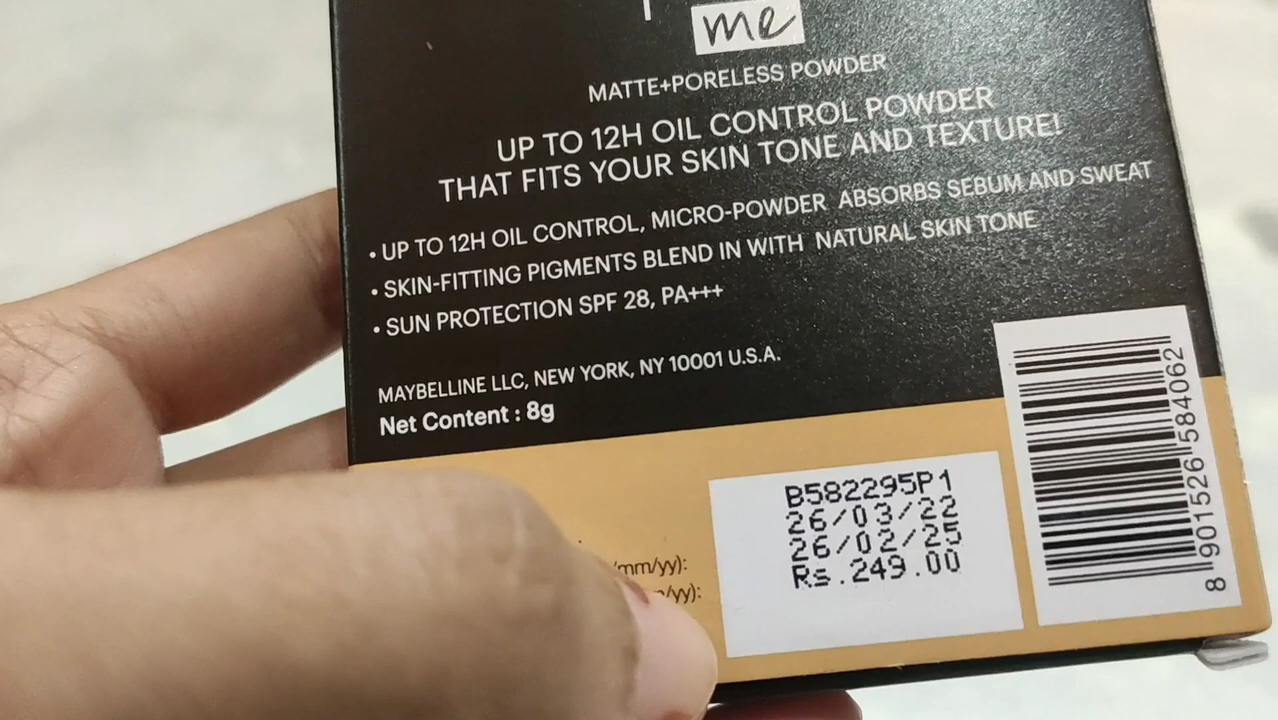 me
MATTE+PORELESS POWDER
UP TO 12H OIL CONTROL POWDER
THAT FITS YOUR SKIN TONE AND TEXTURE!
• UP TO 12H OIL CONTROL, MICRO-POWDER ABSORBS SEBUM AND SWEAT
• SKIN-FITTING PIGMENTS BLEND IN WITH NATURAL SKIN TONE
• SUN PROTECTION SPF 28, PA+++
MAYBELLINE LLC, NEW YORK, NY 10001 U.S.A.
Net Content : 8g
/mm/yy):
/yy):
B582295P1
26/03/22
26/02/25
Rs.249.00
8 901526 584062